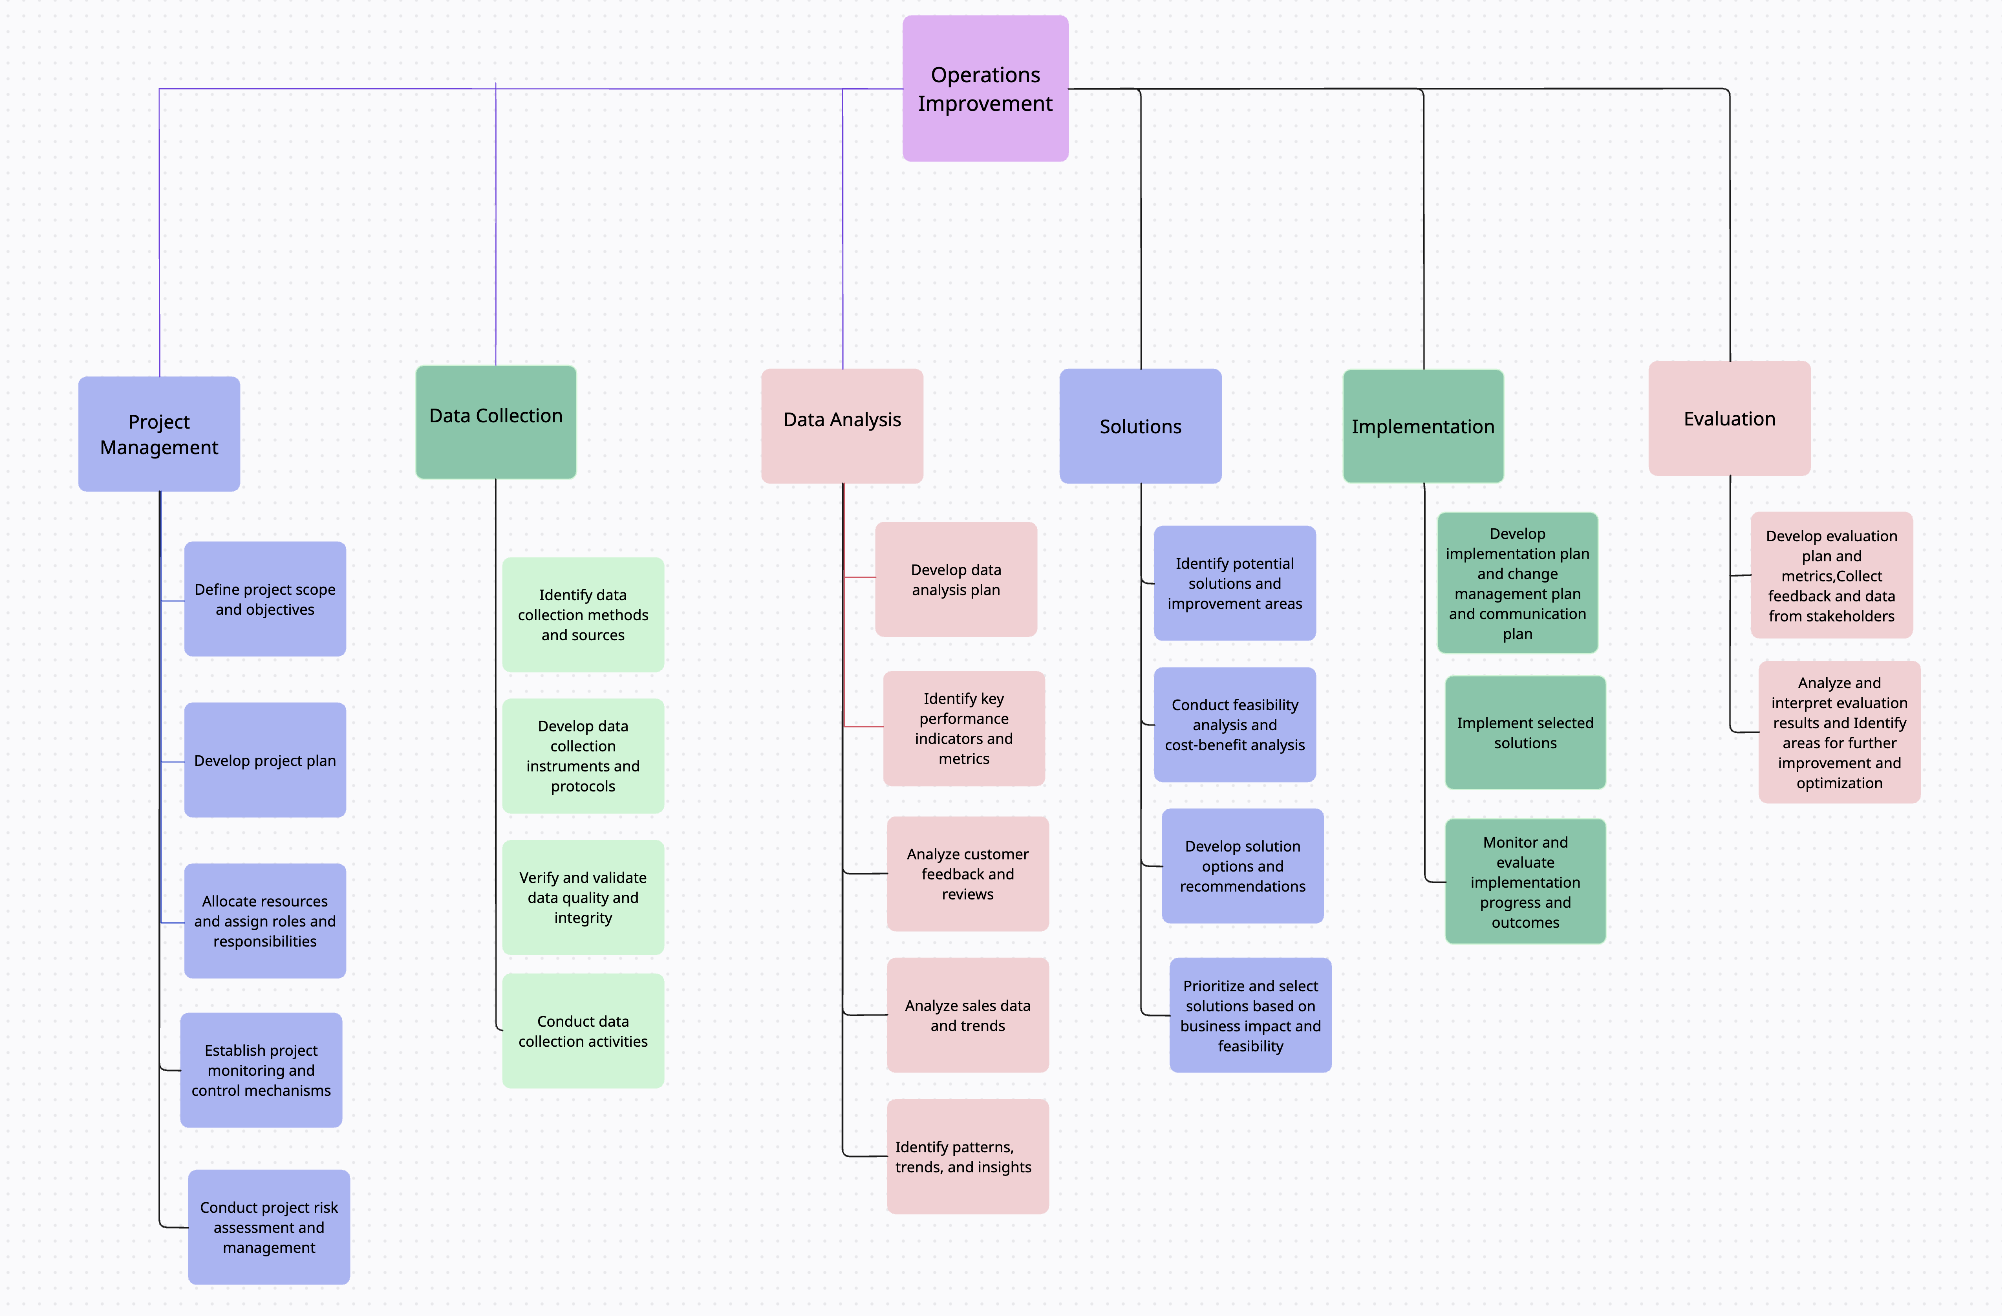 Operations
Improvement
Project
Management
Data Collection
Data Analysis
Solutions
Implementation
Evaluation
Define project scope
and objectives
Develop project plan
Allocate resources
and assign roles and
responsibilities
Establish project
monitoring and
control mechanisms
Conduct project risk
assessment and
management
Identify data
collection methods
and sources
Develop data
collection
instruments and
protocols
Verify and validate
data quality and
integrity
Conduct data
collection activities
Develop data
analysis plan
Identify key
performance
indicators and
metrics
Analyze customer
feedback and
reviews
Analyze sales data
and trends
Identify patterns,
trends, and insights
Identify potential
solutions and
improvement areas
Conduct feasibility
analysis and
cost-benefit analysis
Develop solution
options and
recommendations
Prioritize and select
solutions based on
business impact and
feasibility
Develop
implementation plan
and change
management plan
and communication
plan
Implement selected
solutions
Monitor and
evaluate
implementation
progress and
outcomes
Develop evaluation
plan and
metrics,Collect
feedback and data
from stakeholders
Analyze and
interpret evaluation
results and Identify
areas for further
improvement and
optimization